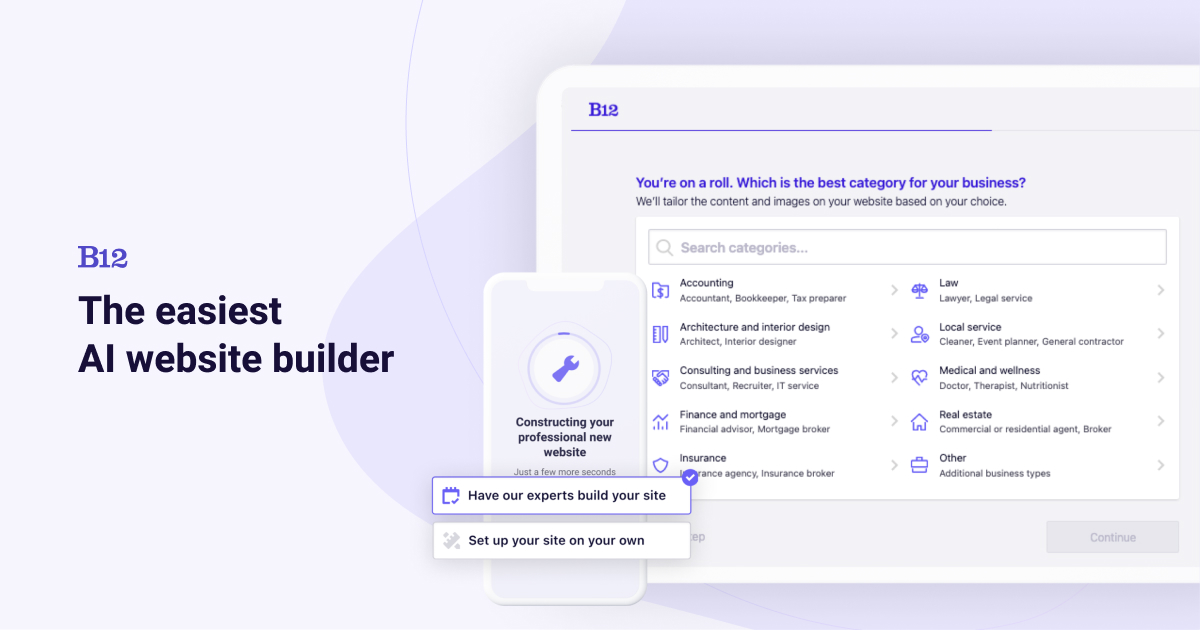 B12
The easiest
AI website builder
B12
You're on a roll. Which is the best category for your business?
We'll tailor the content and images on your website based on your choice.
Search categories...
Accounting
Accountant, Bookkeeper, Tax preparer
Law
Lawyer, Legal service
Architecture and interior design
Architect, Interior designer
Local service
Cleaner, Event planner, General contractor
Consulting and business services
Consultant, Recruiter, IT service
Medical and wellness
Doctor, Therapist, Nutritionist
Finance and mortgage
Financial advisor, Mortgage broker
Real estate
Commercial or residential agent, Broker
Insurance
agency, Insurance broker
Other
Additional business types
Continue
Constructing your
professional new
website
Just a few more seconds
Have our experts build your site
Set up your site on your own